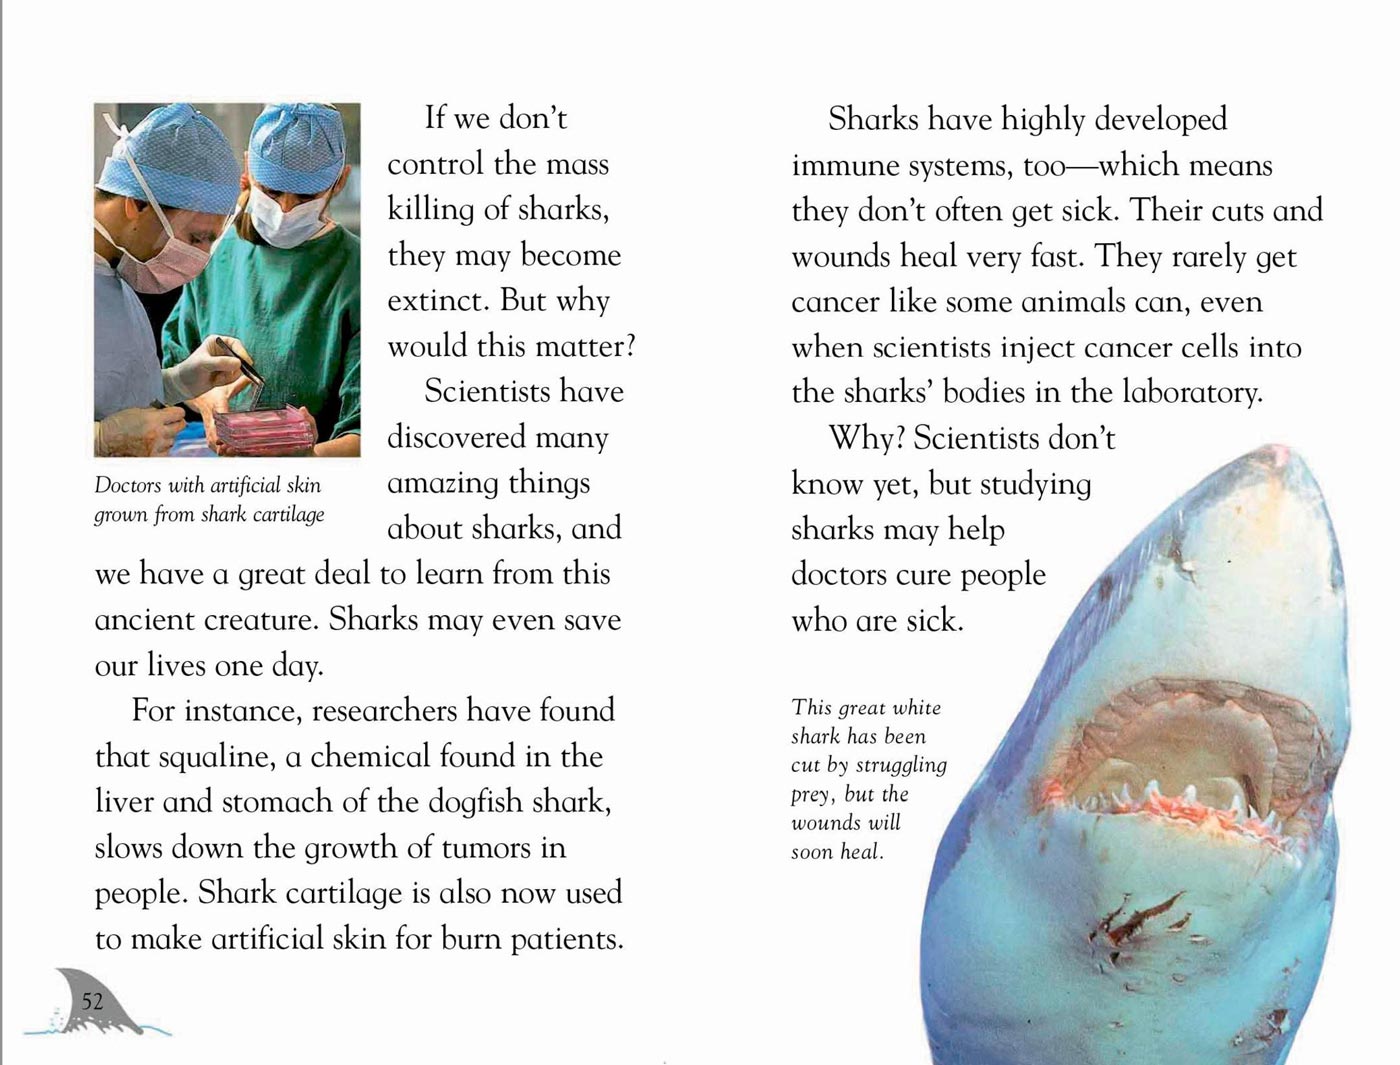 If we don't
control the mass
killing of sharks,
they may become
extinct. But why
would this matter?
Scientists have
discovered many
amazing things
about sharks, and
we have a great deal to learn from this
ancient creature. Sharks may even save
our lives one day.
For instance, researchers have found
that squaline, a chemical found in the
liver and stomach of the dogfish shark,
slows down the growth of tumors in
people. Shark cartilage is also now used
to make artificial skin for burn patients.
Doctors with artificial skin
grown from shark cartilage
52
Sharks have highly developed
immune systems, too—which means
they don't often get sick. Their cuts and
wounds heal very fast. They rarely get
cancer like some animals can, even
when scientists inject cancer cells into
the sharks' bodies in the laboratory.
Why? Scientists don't
know yet, but studying
sharks may help
doctors cure people
who are sick.
This great white
shark has been
cut by struggling
prey, but the
wounds will
soon heal.